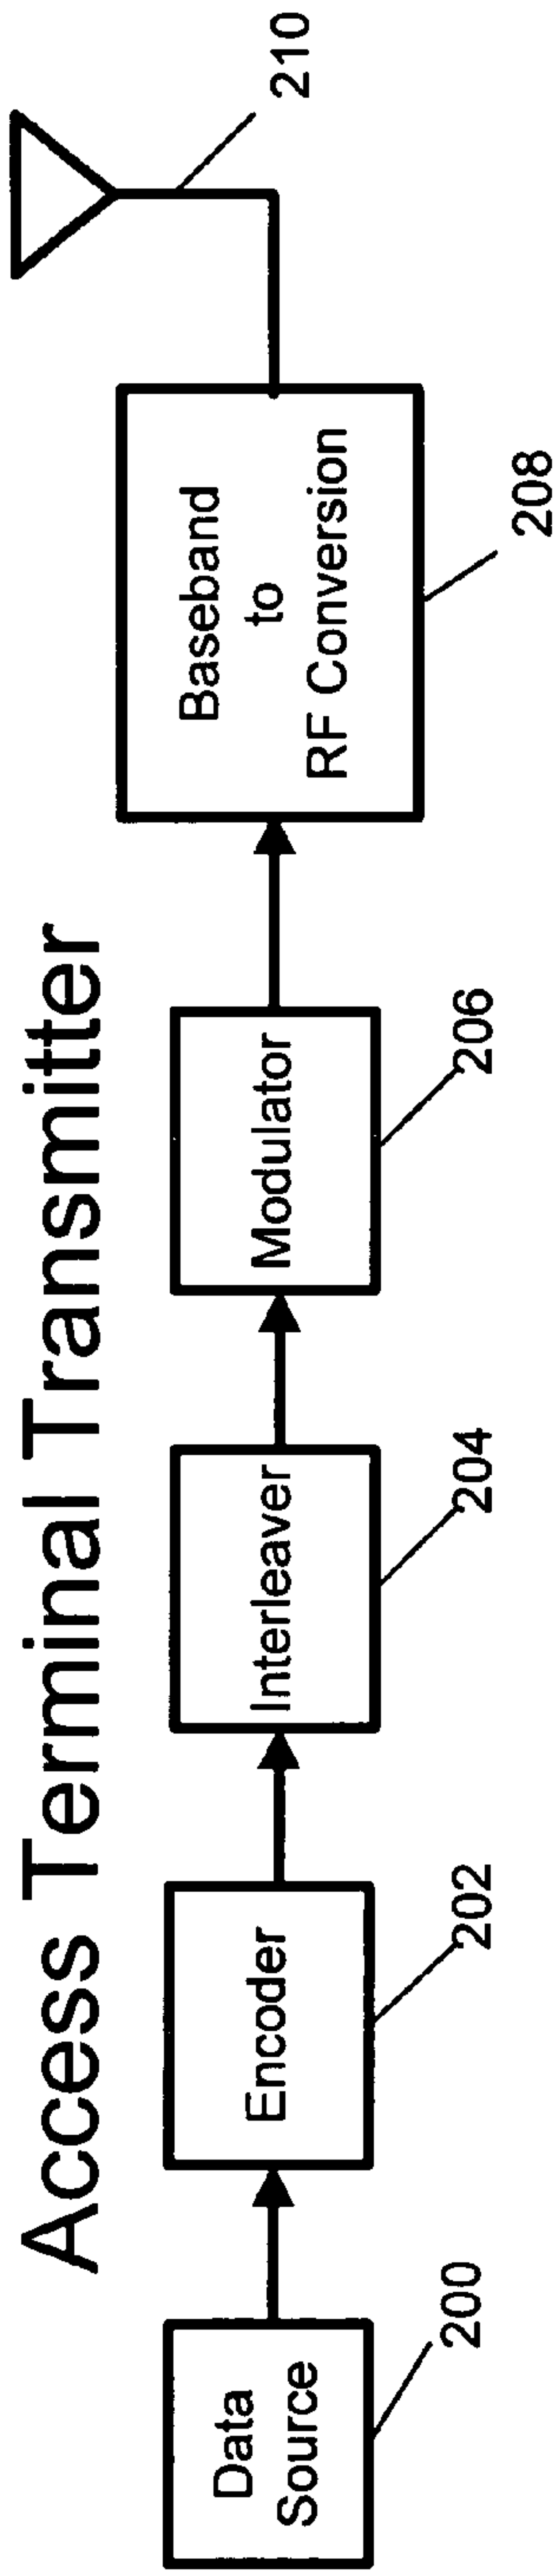 Access Terminal Transmitter
Data
Source
200
Encoder
202
Interleaver
204
Modulator
206
Baseband
to
RF Conversion
208
210